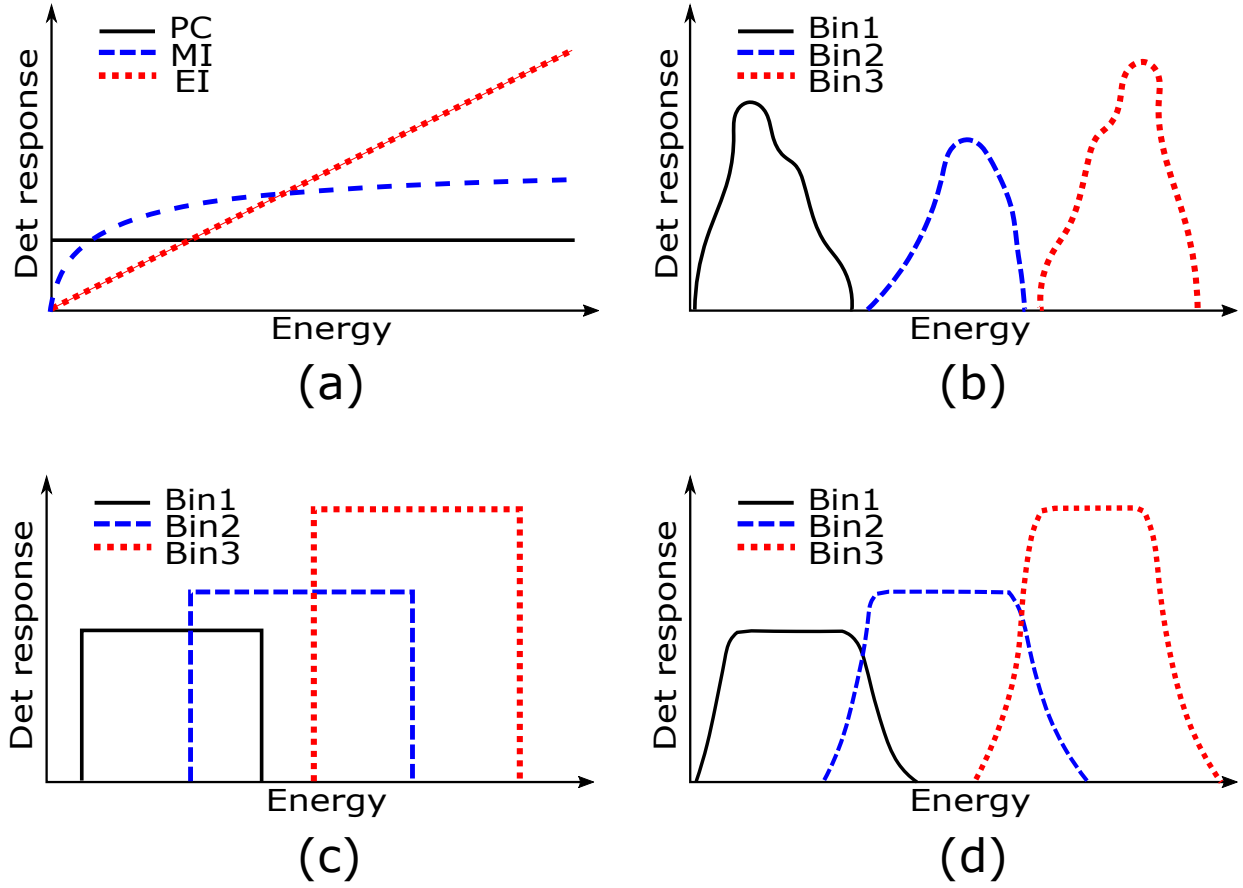 PC
MI
EI
Det response
Energy
(a)
Bin1
Bin2
Bin3
Det response
Energy
(b)
Bin1
Bin2
Bin3
Det response
Energy
(c)
Bin1
Bin2
Bin3
Det response
Energy
(d)